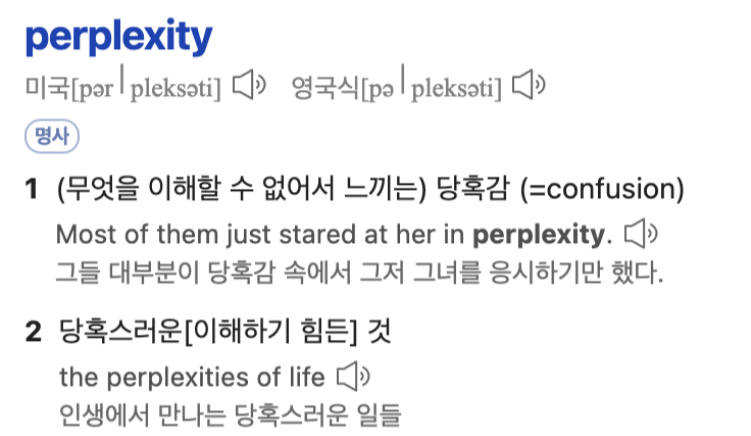 perplexity
미국[pərˈpleksəti] 영국식[pəˈpleksəti]
명사
1 (무엇을 이해할 수 없어서 느끼는) 당혹감 (=confusion)
Most of them just stared at her in perplexity.
그들 대부분이 당혹감 속에서 그저 그녀를 응시하기만 했다.
2 당혹스러운[이해하기 힘든] 것
the perplexities of life
인생에서 만나는 당혹스러운 일들